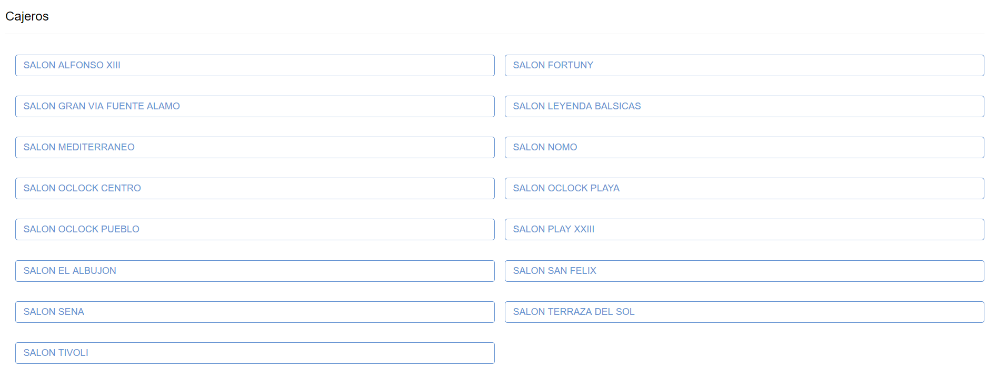 Cajeros
SALON ALFONSO XIII
SALON FORTUNY
SALON GRAN VIA FUENTE ALAMO
SALON LEYENDA BALSICAS
SALON MEDITERRANEO
SALON NOMO
SALON OCLOCK CENTRO
SALON OCLOCK PLAYA
SALON OCLOCK PUEBLO
SALON PLAY XXIII
SALON EL ALBUJON
SALON SAN FELIX
SALON SENA
SALON TERRAZA DEL SOL
SALON TIVOLI